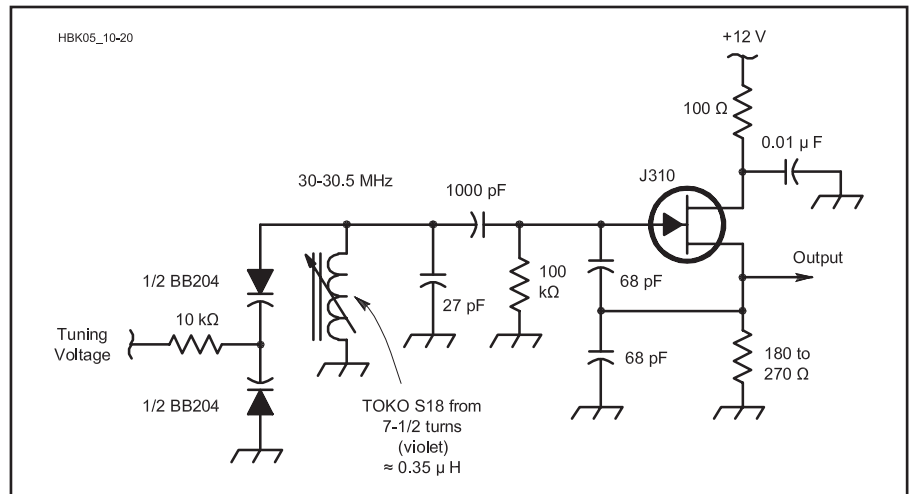 HBK05_10-20
+12 V
100 Ω
0.01 µ F
J310
30-30.5 MHz
1000 pF
1/2 BB204
27 pF
100
kΩ
68 pF
Output
Tuning
Voltage
10 kΩ
1/2 BB204
68 pF
180 to
270 Ω
TOKO S18 from
7-1/2 turns
(violet)
≈ 0.35 µ H